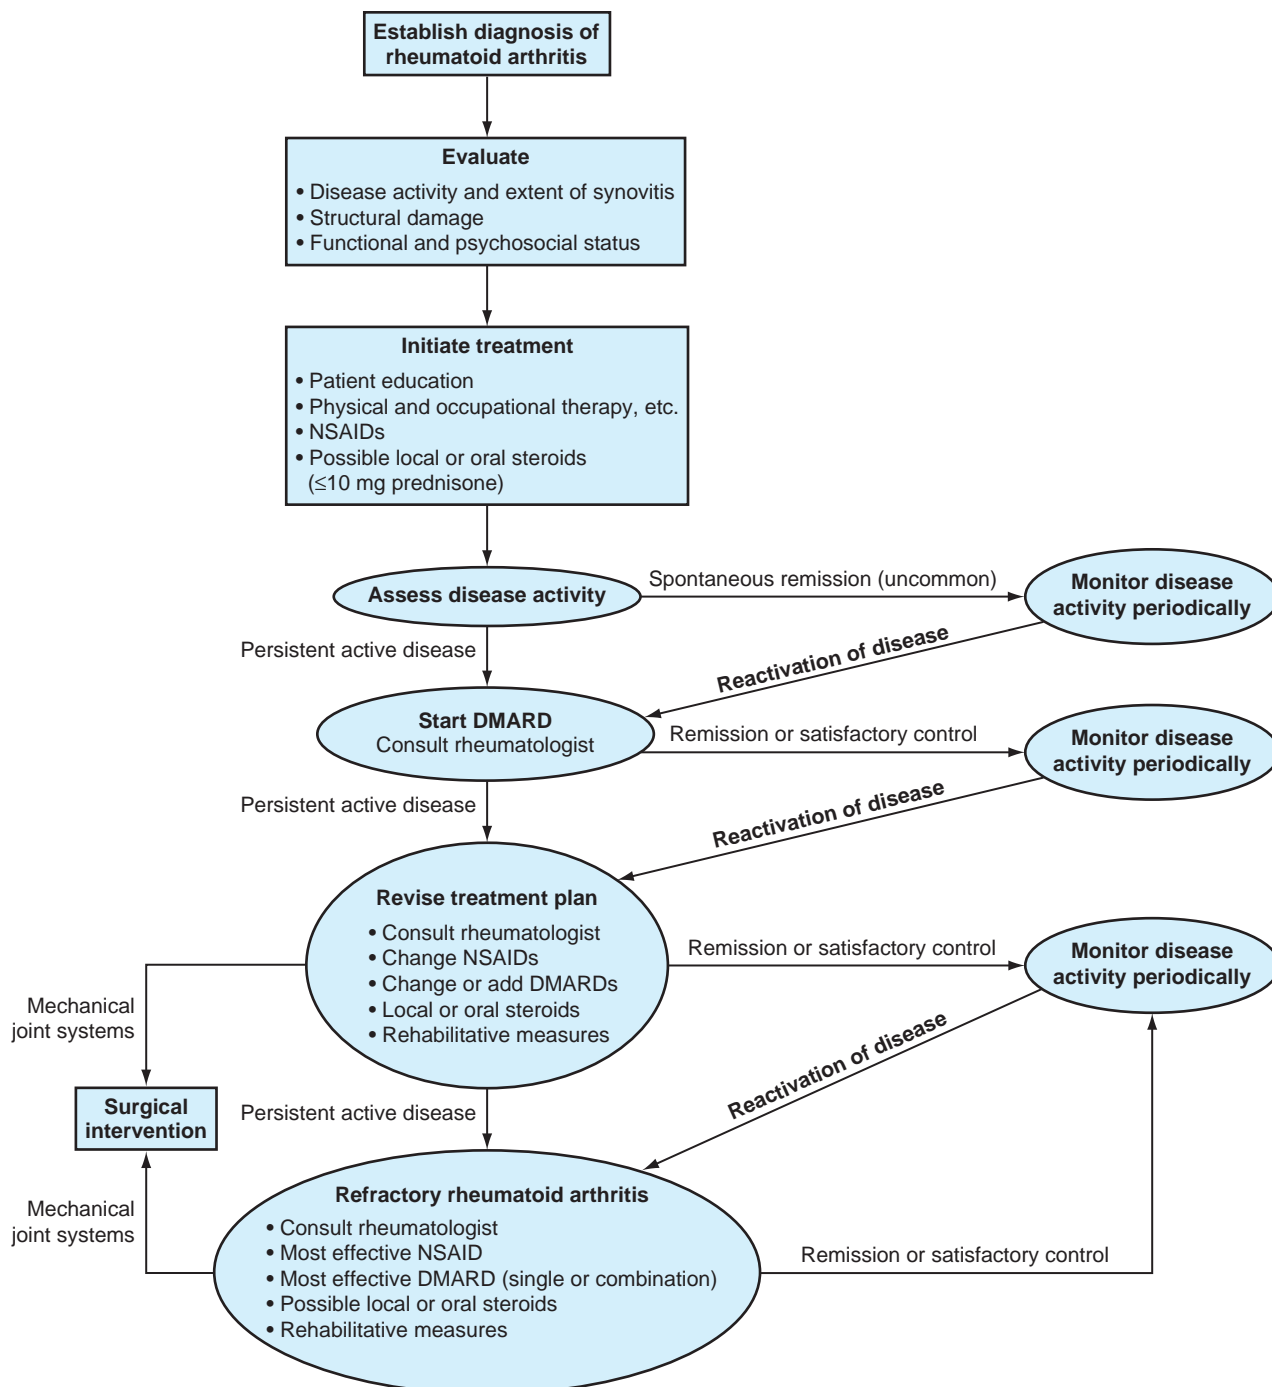 Establish diagnosis of
rheumatoid arthritis
Evaluate
• Disease activity and extent of synovitis
• Structural damage
• Functional and psychosocial status
Initiate treatment
• Patient education
• Physical and occupational therapy, etc.
• NSAIDs
• Possible local or oral steroids
(≤10 mg prednisone)
Assess disease activity
Spontaneous remission (uncommon)
Monitor disease
activity periodically
Persistent active disease
Reactivation of disease
Start DMARD
Consult rheumatologist
Remission or satisfactory control
Monitor disease
activity periodically
Persistent active disease
Reactivation of disease
Revise treatment plan
• Consult rheumatologist
• Change NSAIDs
• Change or add DMARDs
• Local or oral steroids
• Rehabilitative measures
Remission or satisfactory control
Monitor disease
activity periodically
Mechanical
joint systems
Reactivation of disease
Surgical
intervention
Persistent active disease
Mechanical
joint systems
Refractory rheumatoid arthritis
• Consult rheumatologist
• Most effective NSAID
• Most effective DMARD (single or combination)
• Possible local or oral steroids
• Rehabilitative measures
Remission or satisfactory control